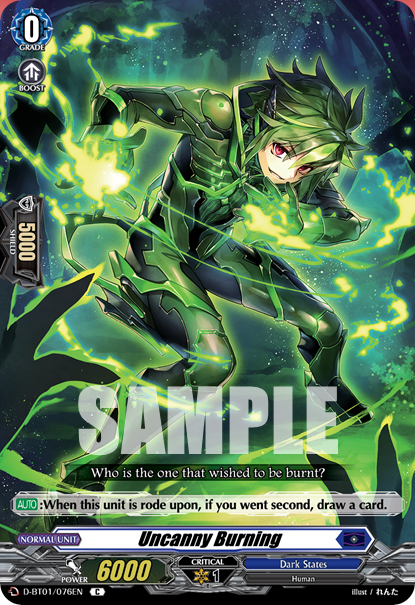 0
GRADE
BOOST
5000
SHIELD
SAMPLE
Who is the one that wished to be burnt?
AUTO:When this unit is rode upon, if you went second, draw a card.
NORMAL UNIT
Uncanny Burning
POWER 6000
CRITICAL
1
Dark States
Human
D-BT01/076EN C
illust / れんた